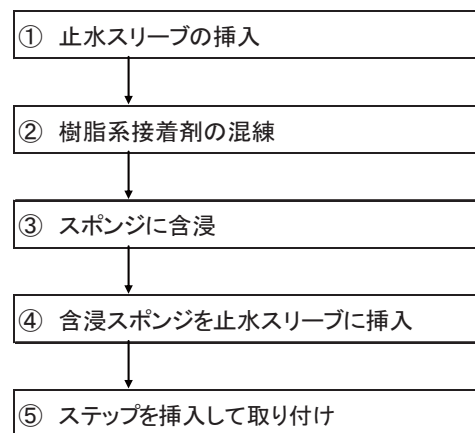 ① 止水スリーブの挿入
② 樹脂系接着剤の混練
③ スポンジに含浸
④ 含浸スポンジを止水スリーブに挿入
⑤ ステップを挿入して取り付け